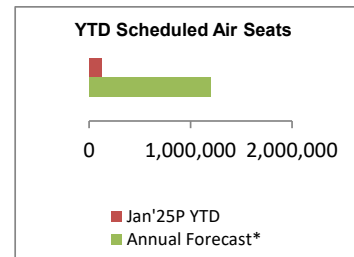 YTD Scheduled Air Seats
0 1,000,000 2,000,000
Jan'25P YTD
Annual Forecast*